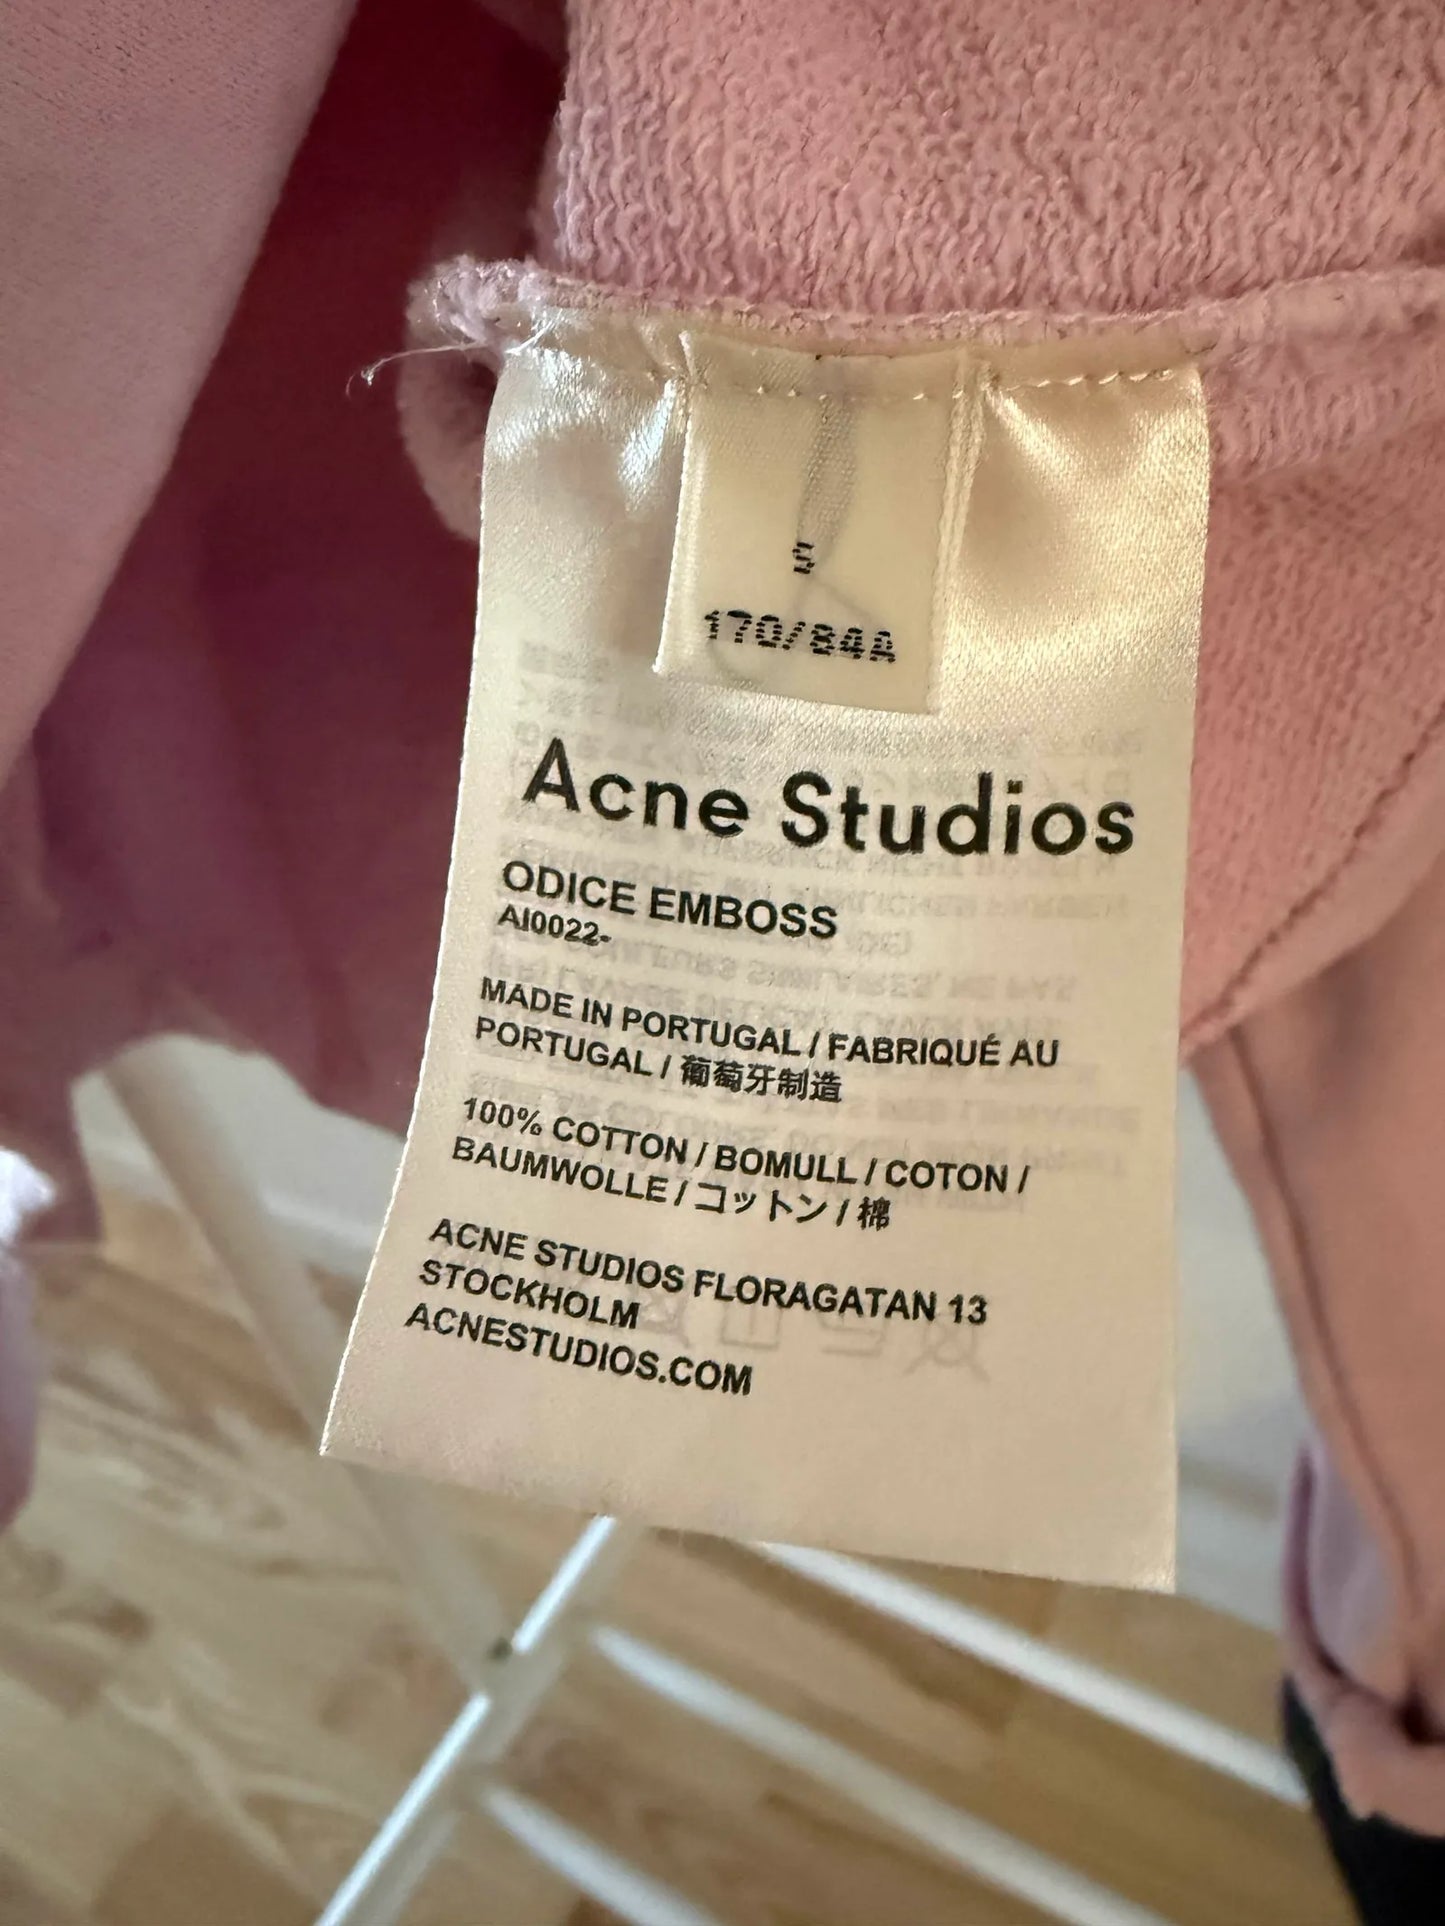 S
170/84A
Acne Studios
ODICE EMBOSS
AI0022-
MADE IN PORTUGAL / FABRIQUÉ AU
PORTUGAL / 葡萄牙制造
100% COTTON / BOMULL / COTON /
BAUMWOLLE / コットン / 棉
ACNE STUDIOS FLORAGATAN 13
STOCKHOLM
ACNESTUDIOS.COM